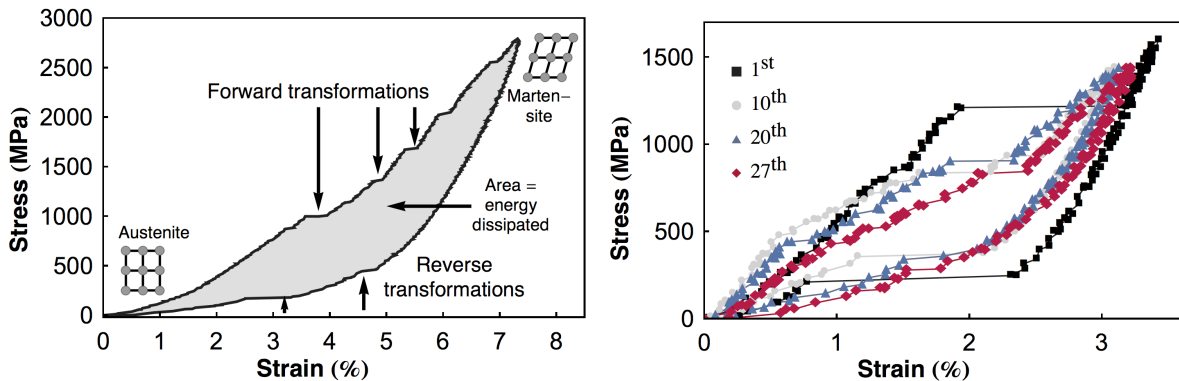 Stress (MPa)
3000
2500
2000
1500
1000
500
0
0 1 2 3 4 5 6 7 8
Strain (%)
Forward transformations
Marten–
site
Area =
energy
dissipated
Austenite
Reverse
transformations
Stress (MPa)
1500
1000
500
0
0 1 2 3
Strain (%)
1st
10th
20th
27th